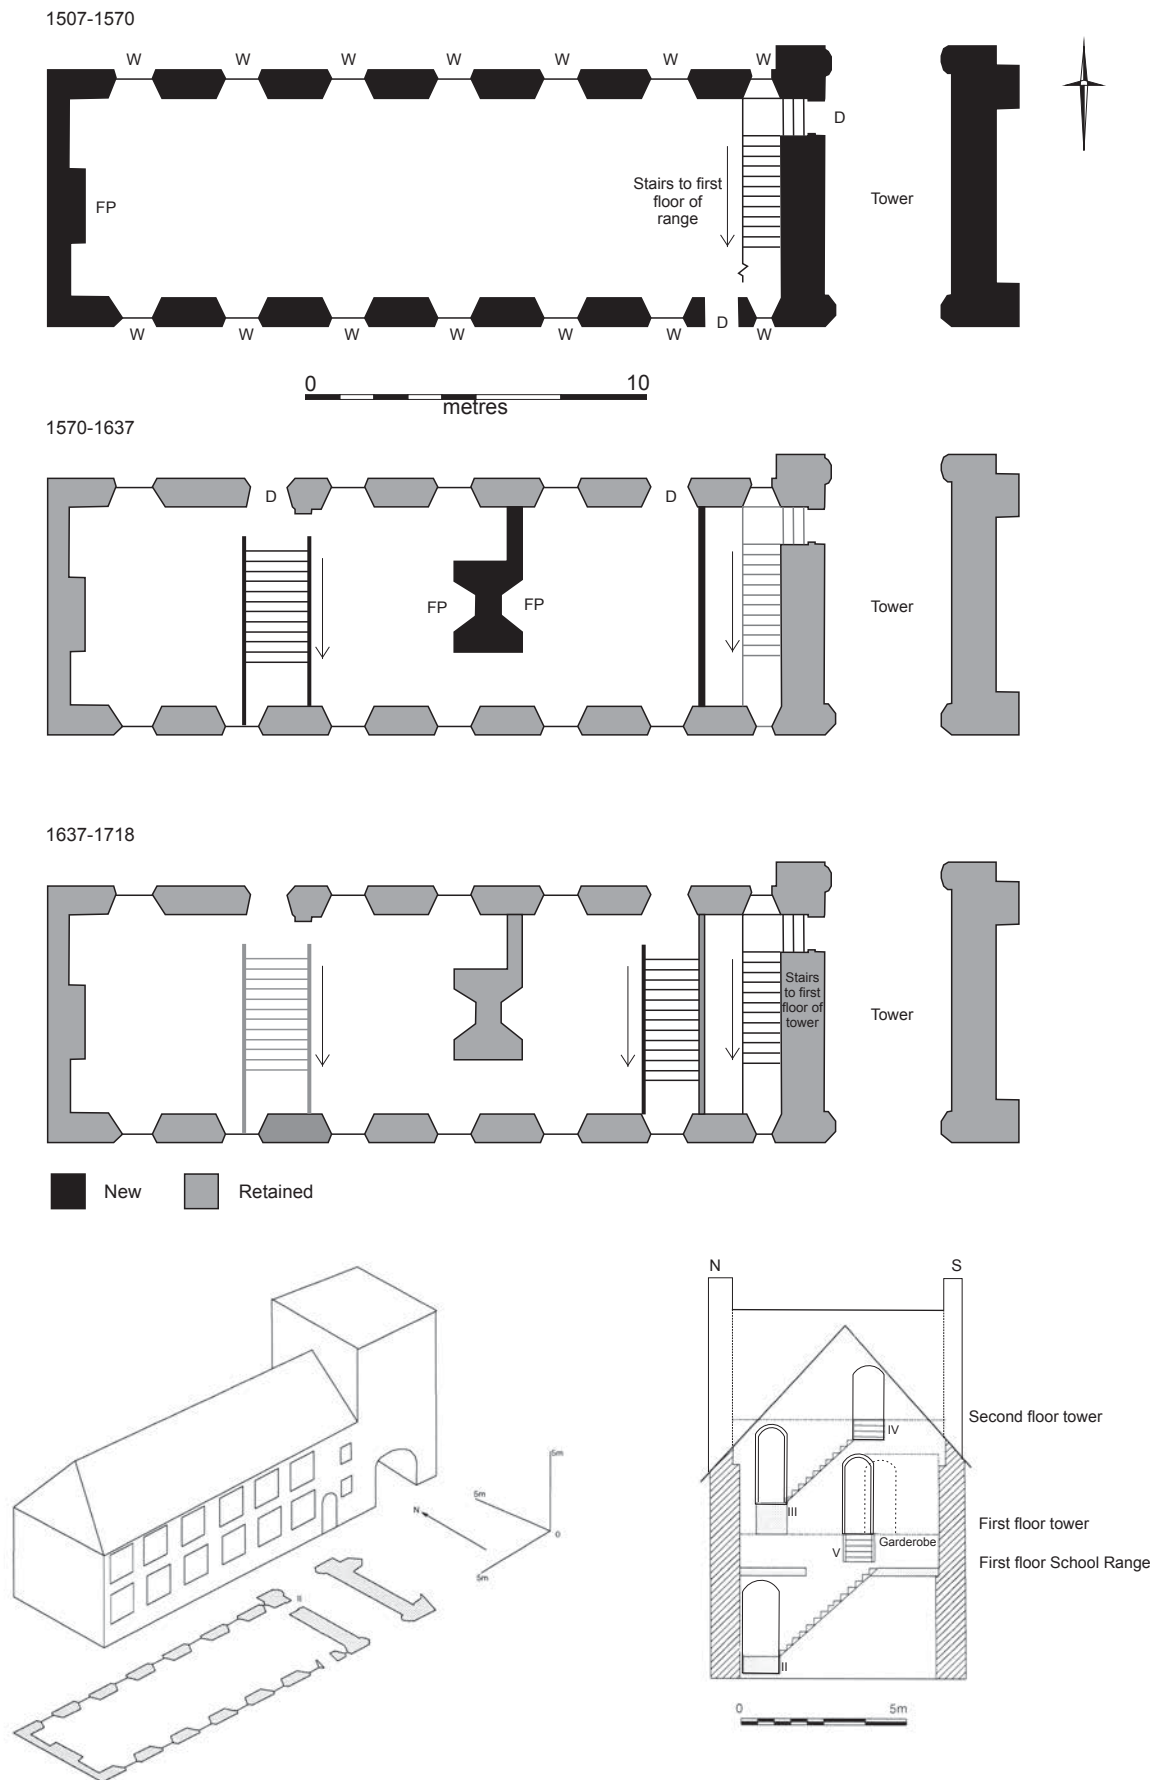 1507-1570
W W W W W W W
D
FP
Stairs to first
floor of
range
Tower
D
W W W W W W W
0 10
metres
1570-1637
D D
FP FP
Tower
1637-1718
Stairs
to first
floor of
tower
Tower
New Retained
N S
Second floor tower
IV
III
First floor tower
Garderobe
V
First floor School Range
II
5m
5m
N
0
5m
II
0 5m